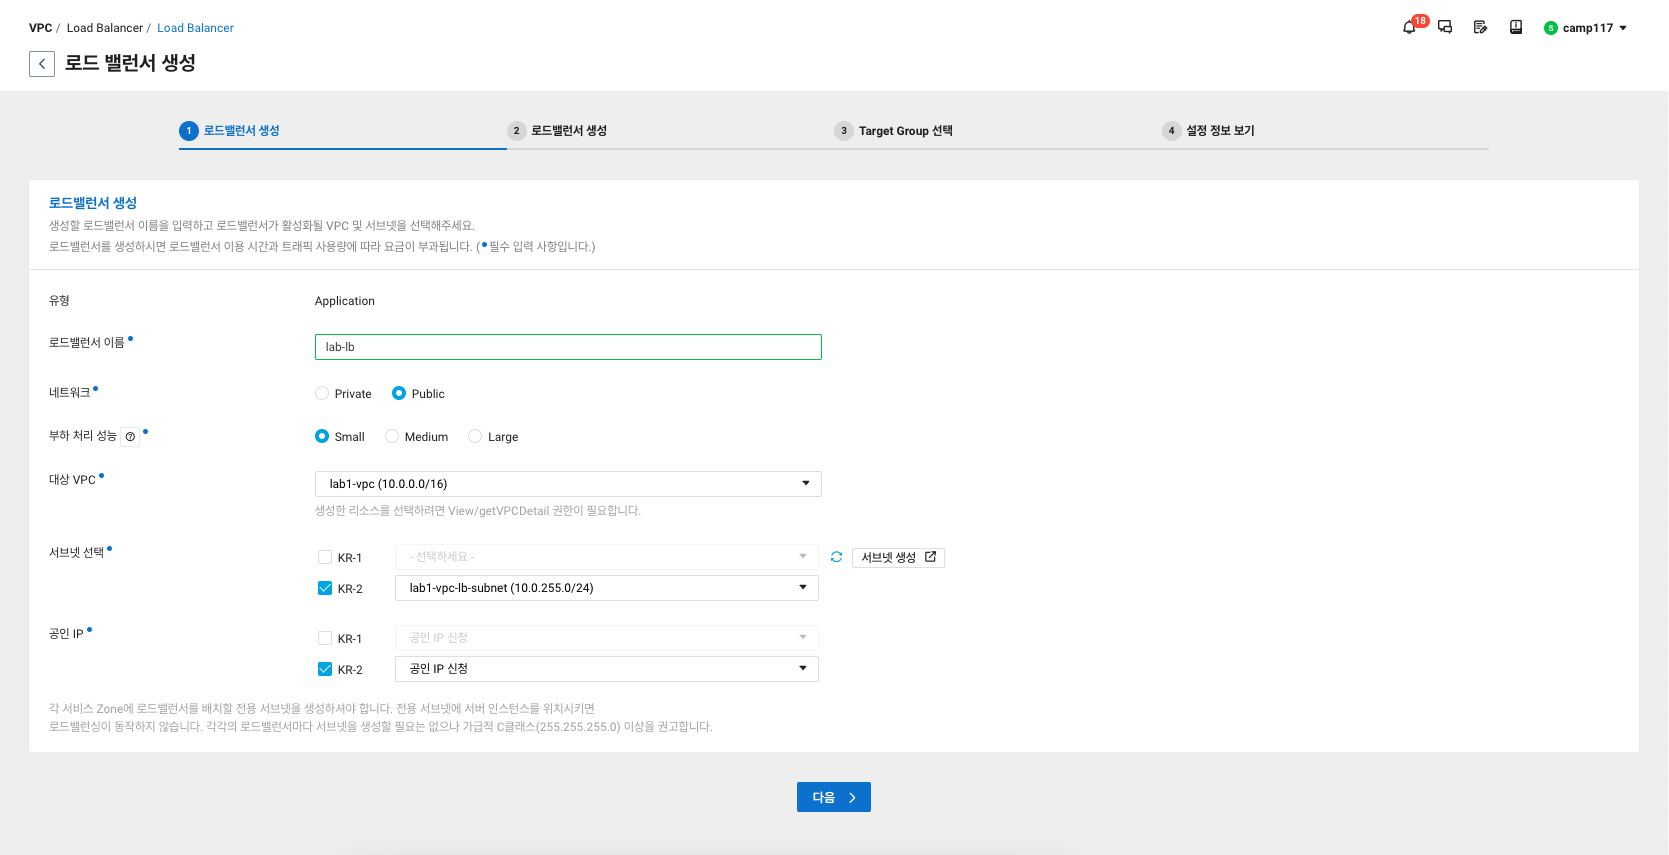 VPC / Load Balancer / Load Balancer
18
S camp117
로드 밸런서 생성
1 로드밸런서 생성
2 로드밸런서 생성
3 Target Group 선택
4 설정 정보 보기
로드밸런서 생성
생성할 로드밸런서 이름을 입력하고 로드밸런서가 활성화될 VPC 및 서브넷을 선택해주세요.
로드밸런서를 생성하시면 로드밸런서 이용 시간과 트래픽 사용량에 따라 요금이 부과됩니다. (•필수 입력 사항입니다.)
유형 Application
로드밸런서 이름• lab-lb
네트워크• Private Public
부하 처리 성능 ?• Small Medium Large
대상 VPC• lab1-vpc (10.0.0.0/16)
생성한 리소스를 선택하려면 View/getVPCDetail 권한이 필요합니다.
서브넷 선택• KR-1 - 선택하세요 - 서브넷 생성
KR-2 lab1-vpc-lb-subnet (10.0.255.0/24)
공인 IP• KR-1 공인 IP 신청
KR-2 공인 IP 신청
각 서비스 Zone에 로드밸런서를 배치할 전용 서브넷을 생성하셔야 합니다. 전용 서브넷에 서버 인스턴스를 위치시키면
로드밸런싱이 동작하지 않습니다. 각각의 로드밸런서마다 서브넷을 생성할 필요는 없으나 가급적 C클래스(255.255.255.0) 이상을 권고합니다.
다음 >